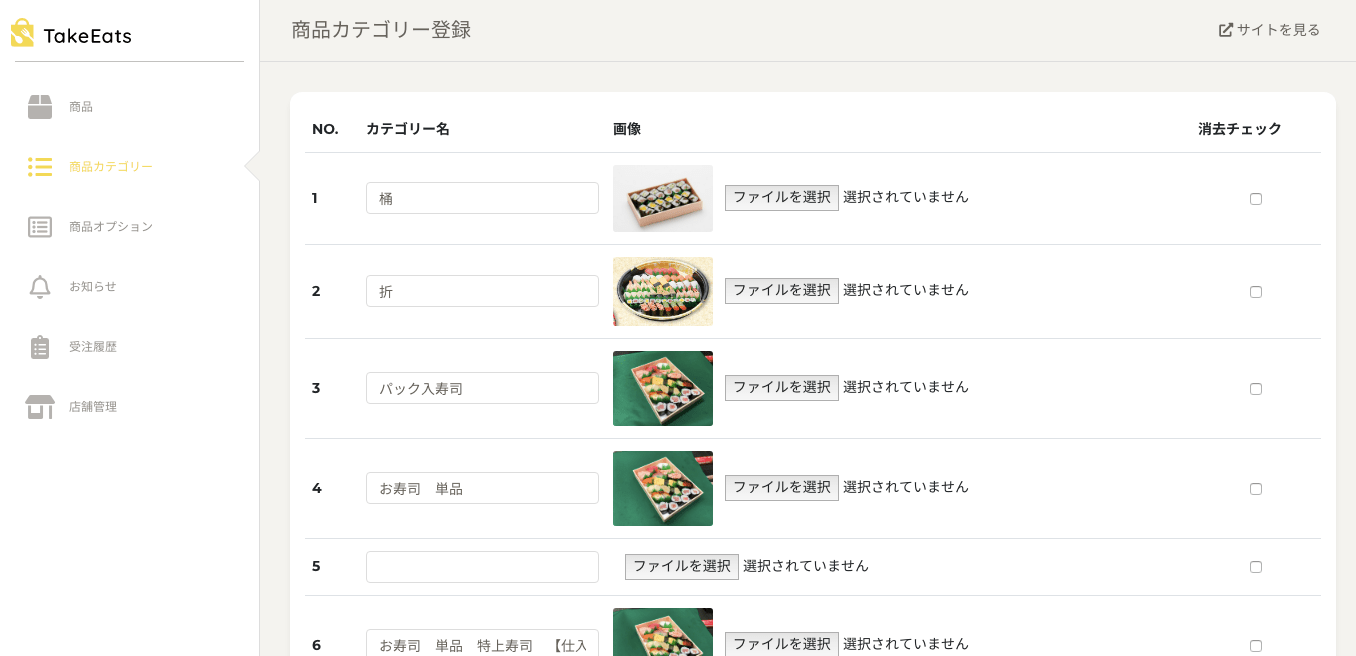 TakeEats
商品カテゴリー登録
サイトを見る
商品
商品カテゴリー
商品オプション
お知らせ
受注履歴
店舗管理
NO. カテゴリー名 画像 消去チェック
1 桶 ファイルを選択 選択されていません
2 折 ファイルを選択 選択されていません
3 パック入寿司 ファイルを選択 選択されていません
4 お寿司　単品 ファイルを選択 選択されていません
5 ファイルを選択 選択されていません
6 お寿司　単品　特上寿司　【仕入 ファイルを選択 選択されていません